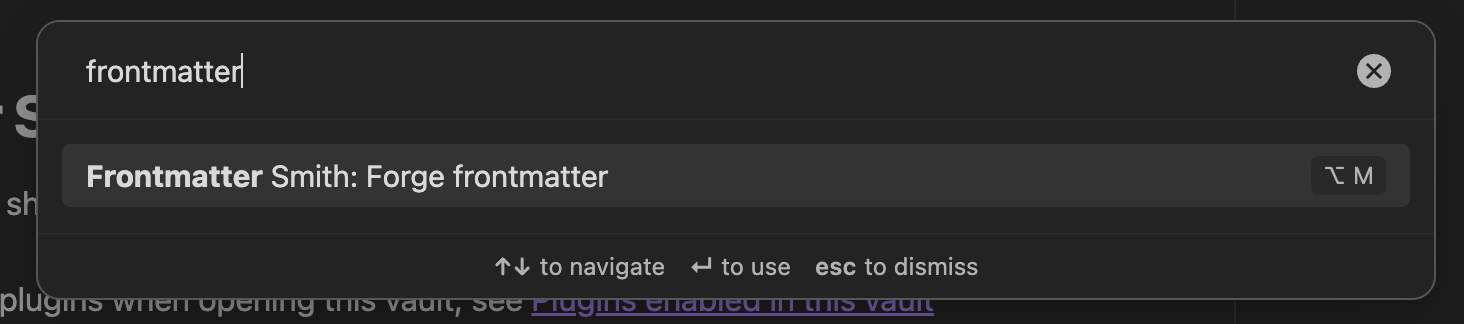 frontmatter
S
Frontmatter Smith: Forge frontmatter ⌥ M
sh
↑↓ to navigate ↵ to use esc to dismiss
plugins when opening this vault, see Plugins enabled in this vault